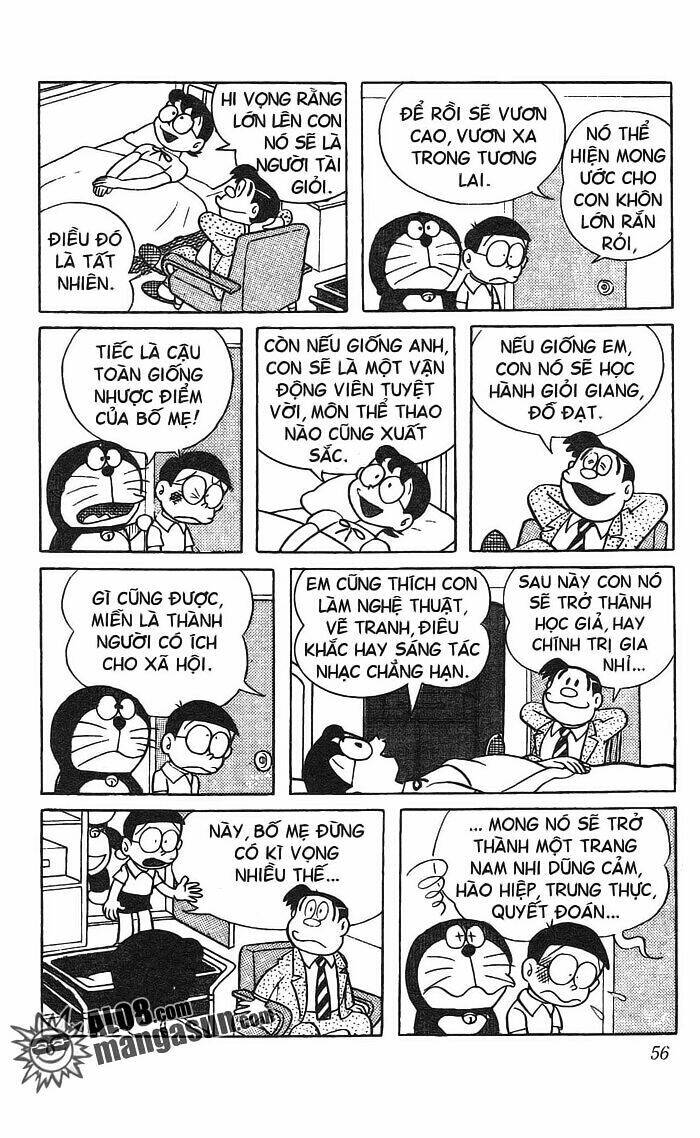 NÓ THỂ
HIỆN MONG
ƯỚC CHO
CON KHÔN
LỚN RẮN
RỎI,
ĐỂ RỒI SẼ VƯƠN
CAO, VƯƠN XA
TRONG TƯƠNG
LAI.
HI VỌNG RẰNG
LỚN LÊN CON
NÓ SẼ LÀ
NGƯỜI TÀI
GIỎI.
ĐIỀU ĐÓ
LÀ TẤT
NHIÊN.
NẾU GIỐNG EM,
CON NÓ SẼ HỌC
HÀNH GIỎI GIANG,
ĐỖ ĐẠT.
CÒN NẾU GIỐNG ANH,
CON SẼ LÀ MỘT VẬN
ĐỘNG VIÊN TUYỆT
VỜI, MÔN THỂ THAO
NÀO CŨNG XUẤT
SẮC.
TIẾC LÀ CẬU
TOÀN GIỐNG
NHƯỢC ĐIỂM
CỦA BỐ MẸ!
SAU NÀY CON NÓ
SẼ TRỞ THÀNH
HỌC GIẢ, HAY
CHÍNH TRỊ GIA
NHỈ...
EM CŨNG THÍCH CON
LÀM NGHỆ THUẬT,
VẼ TRANH, ĐIÊU
KHẮC HAY SÁNG TÁC
NHẠC CHẲNG HẠN.
GÌ CŨNG ĐƯỢC,
MIỄN LÀ THÀNH
NGƯỜI CÓ ÍCH
CHO XÃ HỘI.
... MONG NÓ SẼ TRỞ
THÀNH MỘT TRANG
NAM NHI DŨNG CẢM,
HÀO HIỆP, TRUNG THỰC,
QUYẾT ĐOÁN...
NÀY, BỐ MẸ ĐỪNG
CÓ KÌ VỌNG
NHIỀU THẾ...
BLO8.com
mangasun.com
56